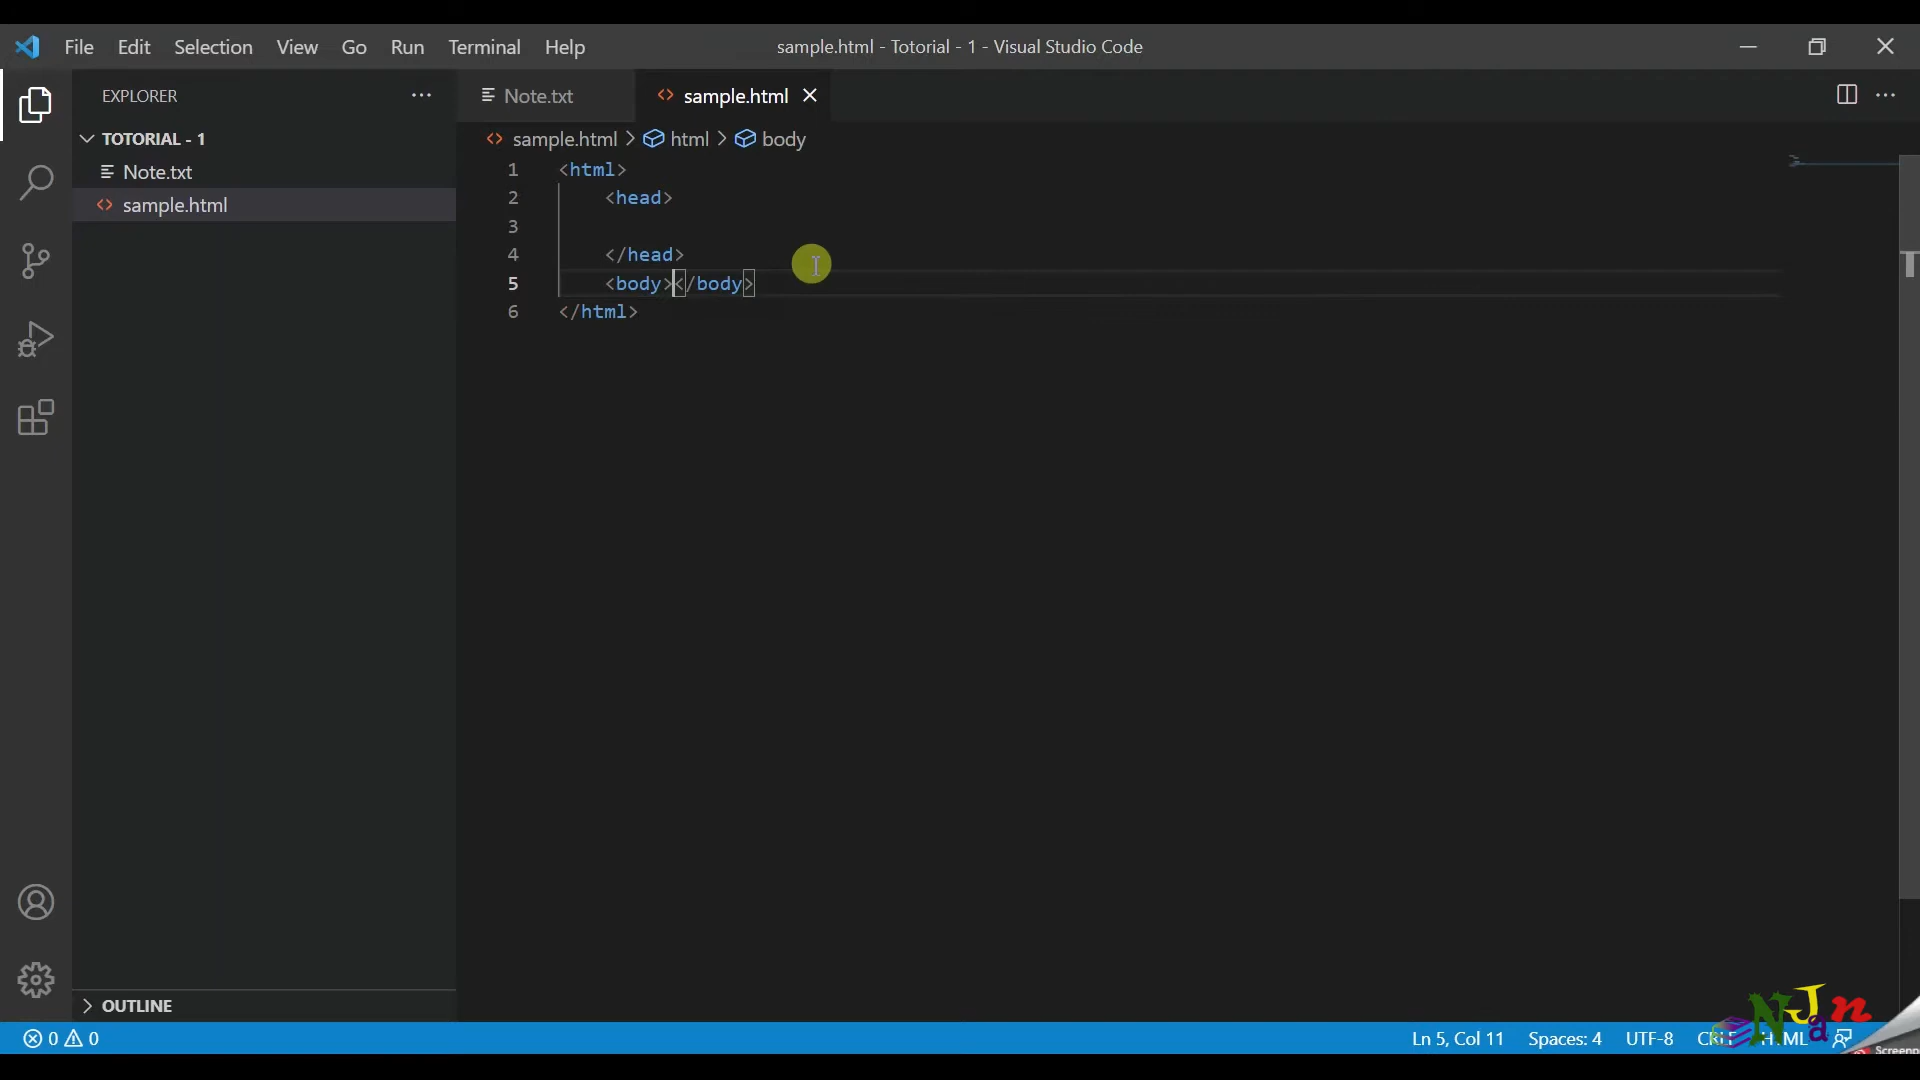 File Edit Selection View Go Run Terminal Help
sample.html - Totorial - 1 - Visual Studio Code
EXPLORER
TOTORIAL - 1
Note.txt
sample.html
OUTLINE
Note.txt
sample.html
sample.html > html > body
1 <html>
2 <head>
3
4 </head>
5 <body></body>
6 </html>
0 0
Ln 5, Col 11 Spaces: 4 UTF-8 CRLF HTML
NJan